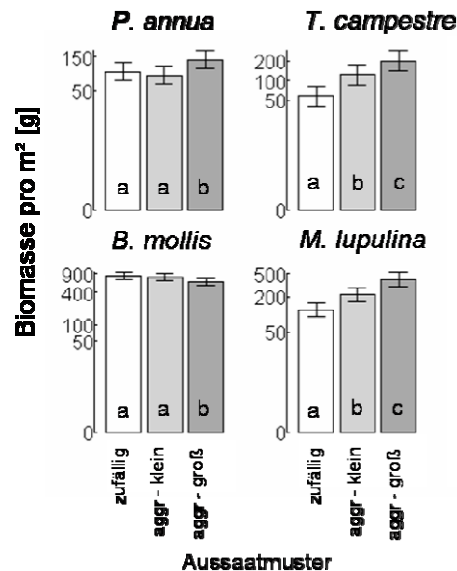 P. annua
T. campestre
150
50
0
a
a
b
200
100
50
0
a
b
c
Biomasse pro m² [g]
B. mollis
M. lupulina
900
400
100
50
0
a
a
b
500
200
50
0
a
b
c
zufällig
aggr - klein
aggr - groß
zufällig
aggr - klein
aggr - groß
Aussaatmuster